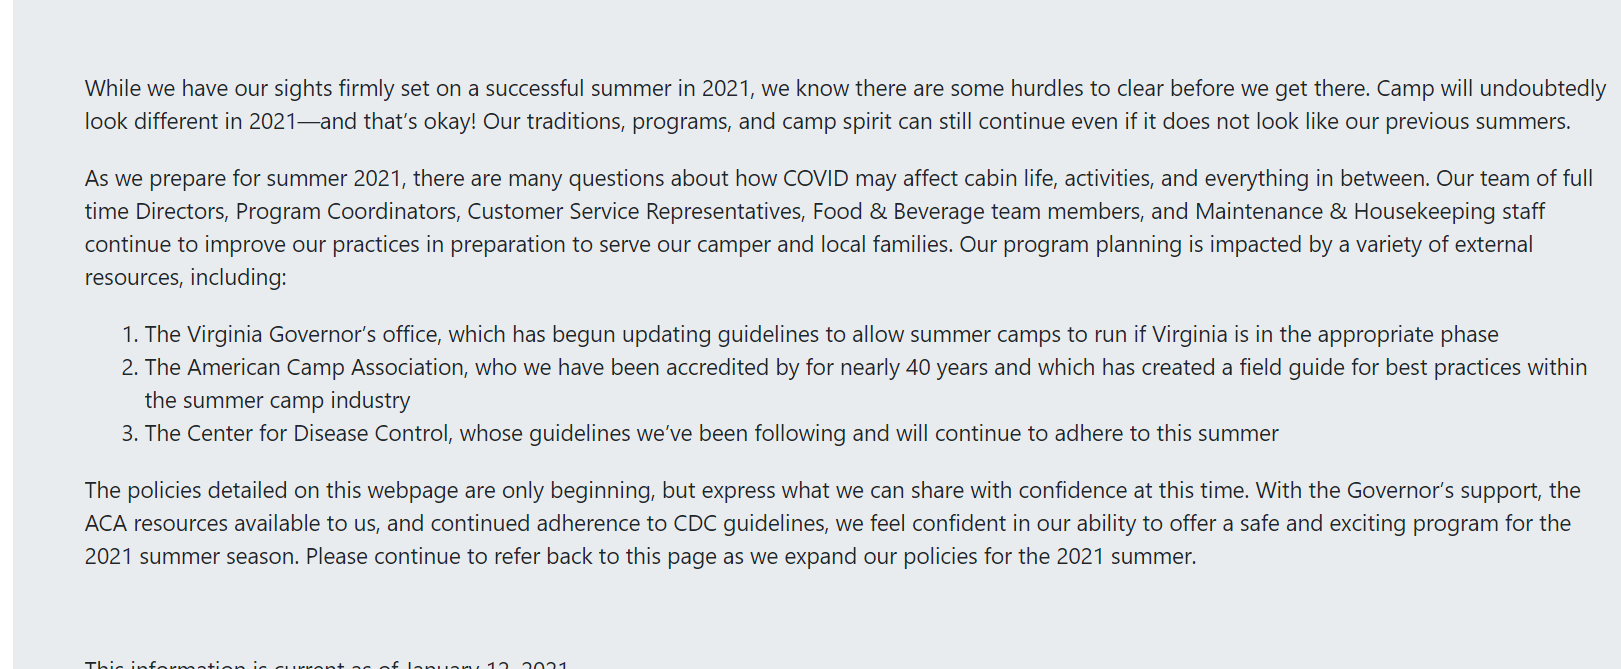 While we have our sights firmly set on a successful summer in 2021, we know there are some hurdles to clear before we get there. Camp will undoubtedly
look different in 2021—and that’s okay! Our traditions, programs, and camp spirit can still continue even if it does not look like our previous summers.
As we prepare for summer 2021, there are many questions about how COVID may affect cabin life, activities, and everything in between. Our team of full
time Directors, Program Coordinators, Customer Service Representatives, Food & Beverage team members, and Maintenance & Housekeeping staff
continue to improve our practices in preparation to serve our camper and local families. Our program planning is impacted by a variety of external
resources, including:
1. The Virginia Governor’s office, which has begun updating guidelines to allow summer camps to run if Virginia is in the appropriate phase
2. The American Camp Association, who we have been accredited by for nearly 40 years and which has created a field guide for best practices within
the summer camp industry
3. The Center for Disease Control, whose guidelines we’ve been following and will continue to adhere to this summer
The policies detailed on this webpage are only beginning, but express what we can share with confidence at this time. With the Governor’s support, the
ACA resources available to us, and continued adherence to CDC guidelines, we feel confident in our ability to offer a safe and exciting program for the
2021 summer season. Please continue to refer back to this page as we expand our policies for the 2021 summer.
This information is current as of January 12, 2021